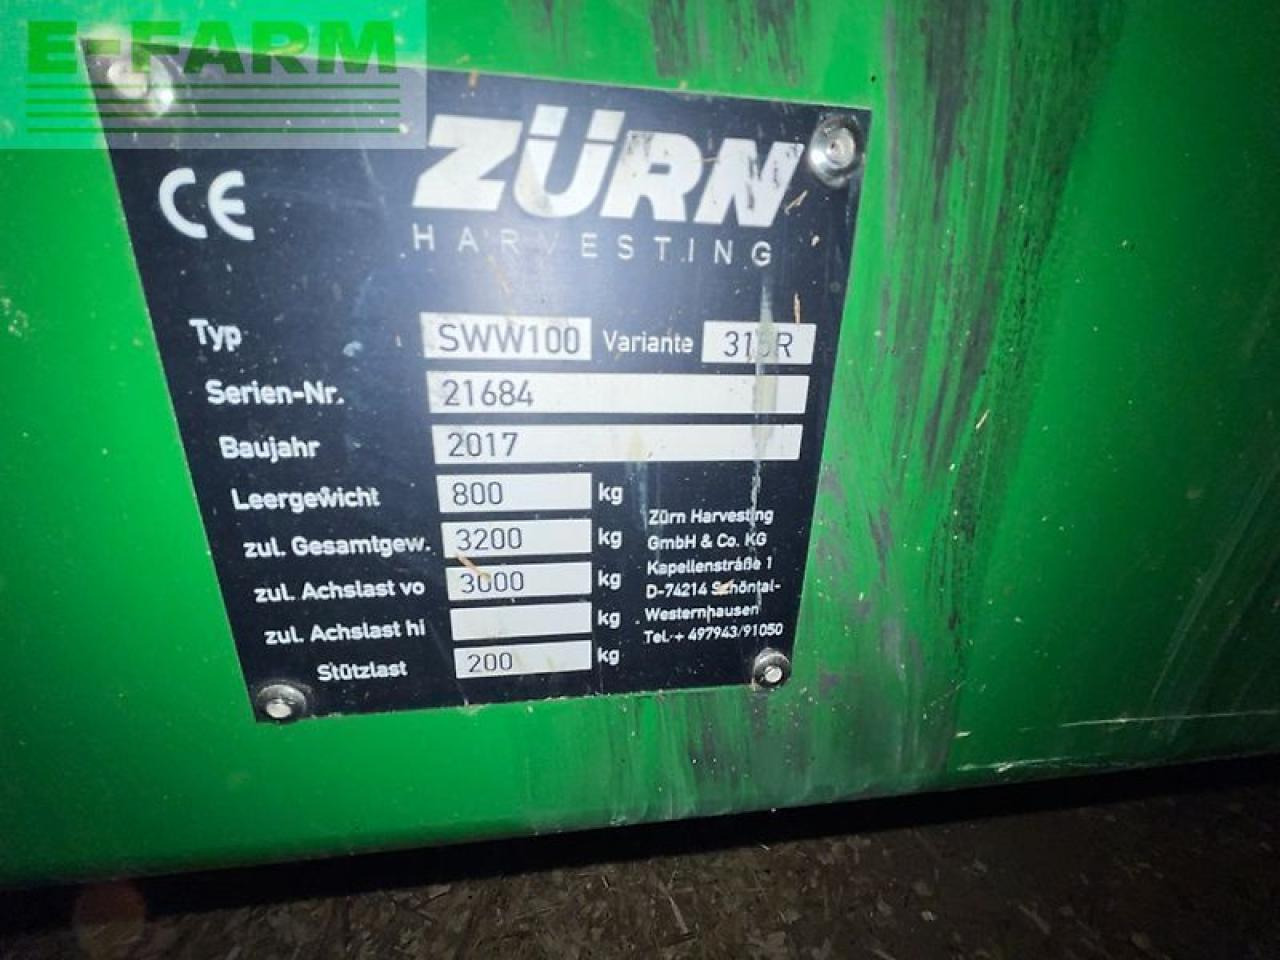 E-FARM
CE
ZÜRN
HARVESTING
Typ SWW100 Variante
Serien-Nr. 21684
Baujahr 2017
Leergewicht 800 kg
zul. Gesamtgew. 3200 kg
zul. Achslast vo 3000 kg
zul. Achslast hi kg
Stützlast 200 kg
Zürn Harvesting
GmbH & Co. KG
Kapellenstraße 1
D-74214 Schöntal-
Westernhausen
Tel.+ 497943/91050